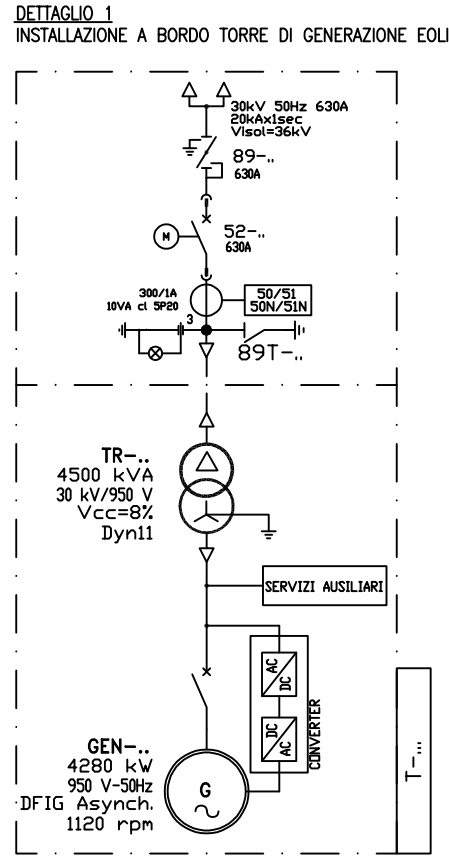 DETTAGLIO 1
INSTALLAZIONE A BORDO TORRE DI GENERAZIONE EOLI
30kV 50Hz 630A
20kAx1sec
Visol=36kV
89-..
630A
52-..
630A
M
300/1A
10VA cl 5P20
50/51
50N/51N
3
89T-..
TR-..
4500 kVA
30 kV/950 V
Vcc=8%
Dyn11
SERVIZI AUSILIARI
AC
DC
DC
AC
CONVERTER
GEN-..
4280 kW
950 V-50Hz
DFIG Asynch.
1120 rpm
G
T-...